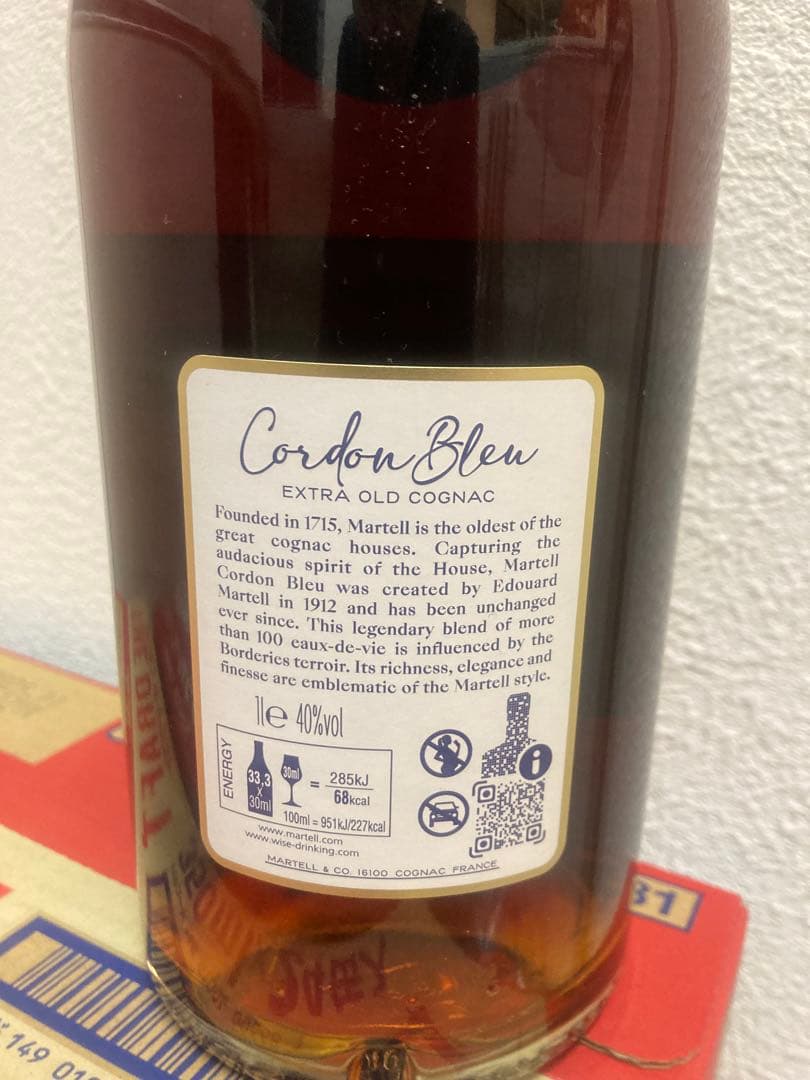 Cordon Bleu
EXTRA OLD COGNAC
Founded in 1715, Martell is the oldest of the
great cognac houses. Capturing the
audacious spirit of the House, Martell
Cordon Bleu was created by Edouard
Martell in 1912 and has been unchanged
ever since. This legendary blend of more
than 100 eaux-de-vie is influenced by the
Borderies terroir. Its richness, elegance and
finesse are emblematic of the Martell style.
1le 40%vol
ENERGY
33,3
x
30ml
30ml
=
285kJ
68kcal
100ml = 951kJ/227kcal
i
www.martell.com
www.wise-drinking.com
MARTELL & CO. 16100 COGNAC FRANCE
DRAFT
31
149